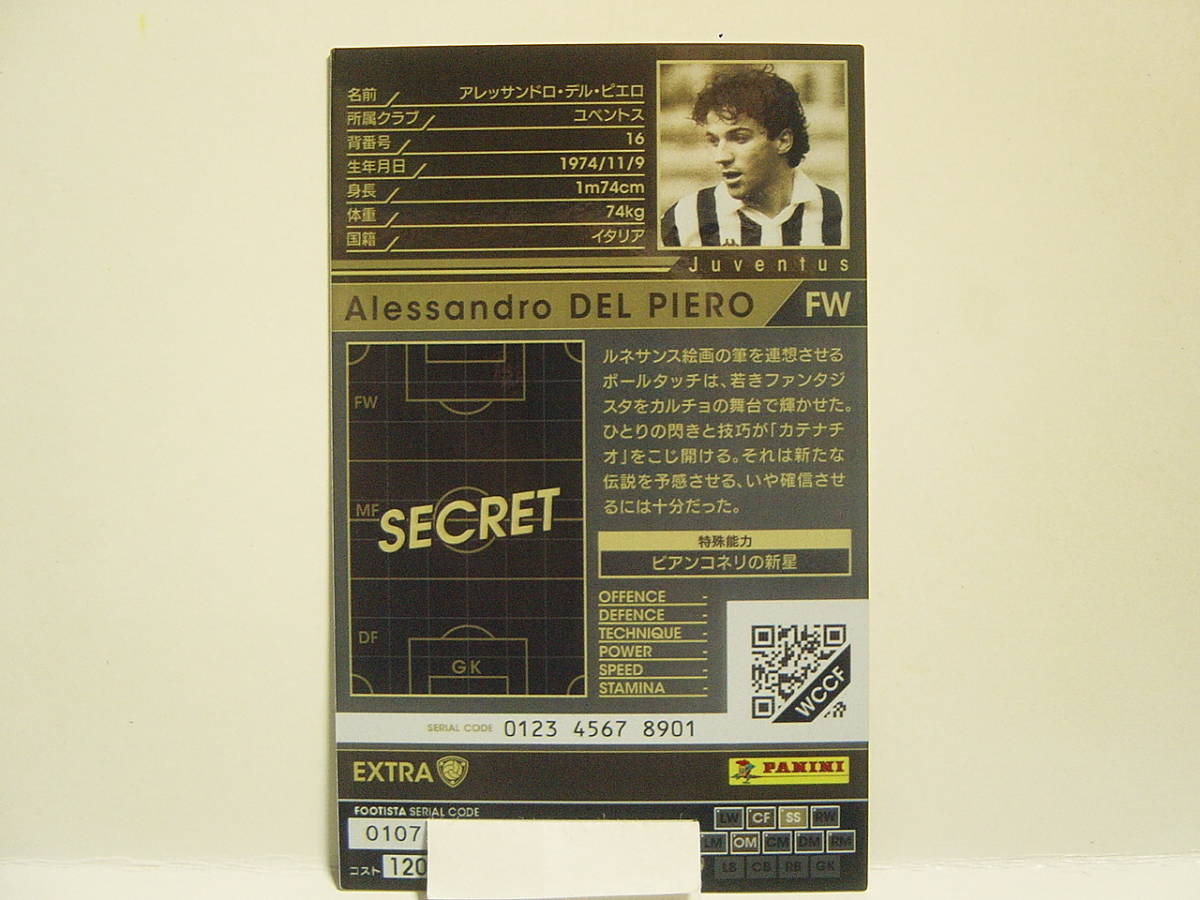 名前 アレッサンドロ・デル・ピエロ
所属クラブ ユベントス
背番号 16
生年月日 1974/11/9
身長 1m74cm
体重 74kg
国籍 イタリア
Juventus
Alessandro DEL PIERO FW
FW
MF
SECRET
DF
GK
ルネサンス絵画の筆を連想させる
ボールタッチは、若きファンタジ
スタをカルチョの舞台で輝かせた。
ひとりの閃きと技巧が「カテナチ
オ」をこじ開ける。それは新たな
伝説を予感させる、いや確信させ
るには十分だった。
特殊能力
ビアンコネリの新星
OFFENCE -
DEFENCE -
TECHNIQUE -
POWER -
SPEED -
STAMINA -
WCCF
SERIAL CODE 0123 4567 8901
EXTRA
PANINI
FOOTISTA SERIAL CODE
0107
コスト 120
LW CF SS RW
LM OM CM DM RM
LB CB RB GK